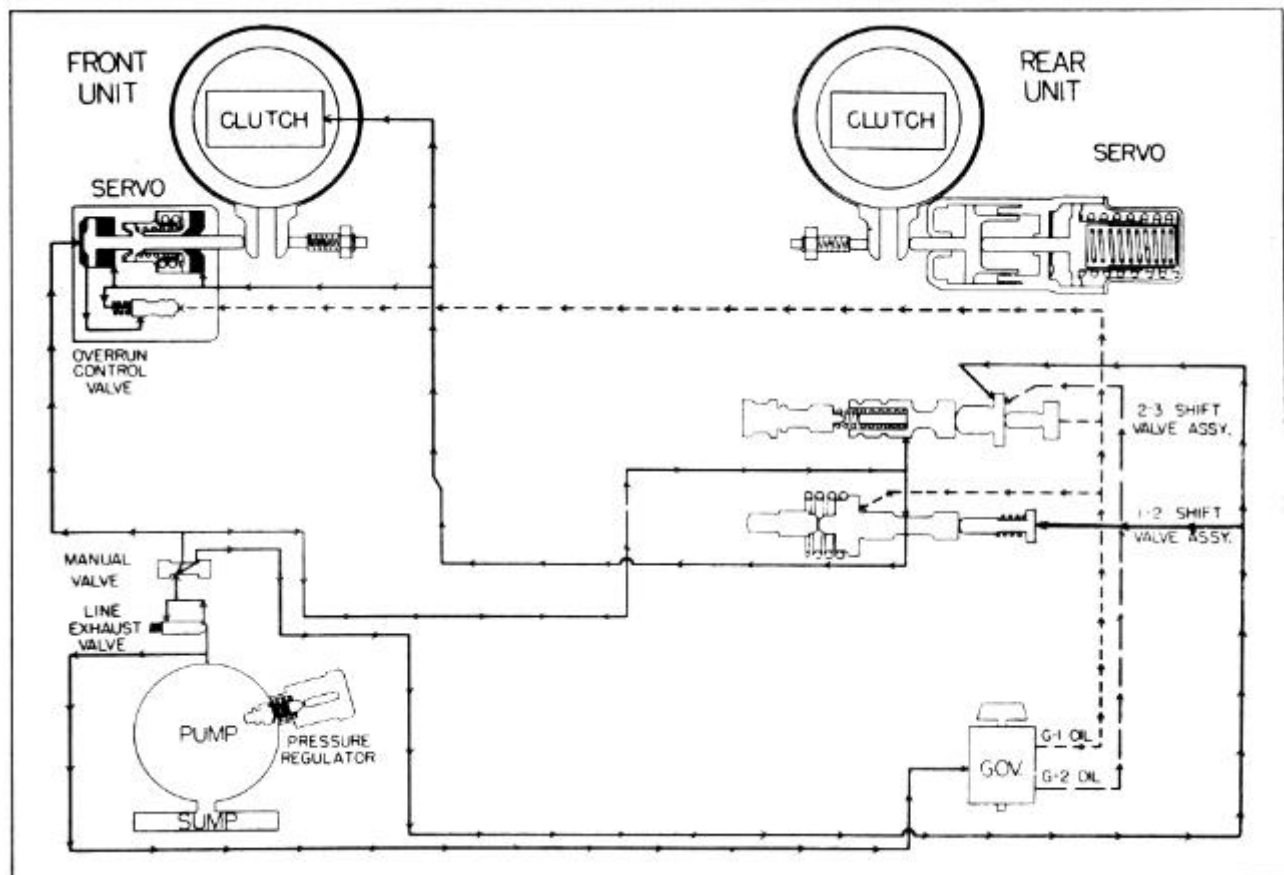 FRONT
UNIT
CLUTCH
SERVO
OVERRUN
CONTROL
VALVE
REAR
UNIT
CLUTCH
SERVO
2-3 SHIFT
VALVE ASSY.
1-2 SHIFT
VALVE ASSY.
MANUAL
VALVE
LINE
EXHAUST
VALVE
PUMP
PRESSURE
REGULATOR
SUMP
GOV.
G-1 OIL
G-2 OIL